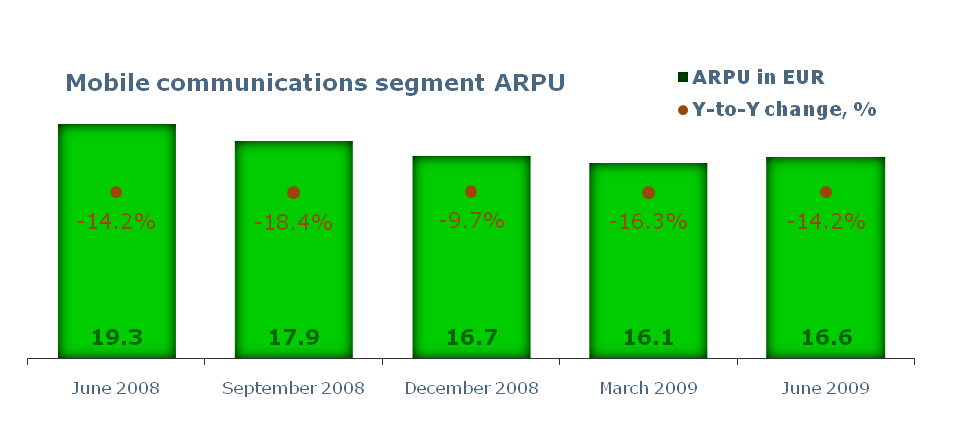 Mobile communications segment ARPU
ARPU in EUR
Y-to-Y change, %
-14.2% -18.4% -9.7% -16.3% -14.2%
19.3 17.9 16.7 16.1 16.6
June 2008 September 2008 December 2008 March 2009 June 2009